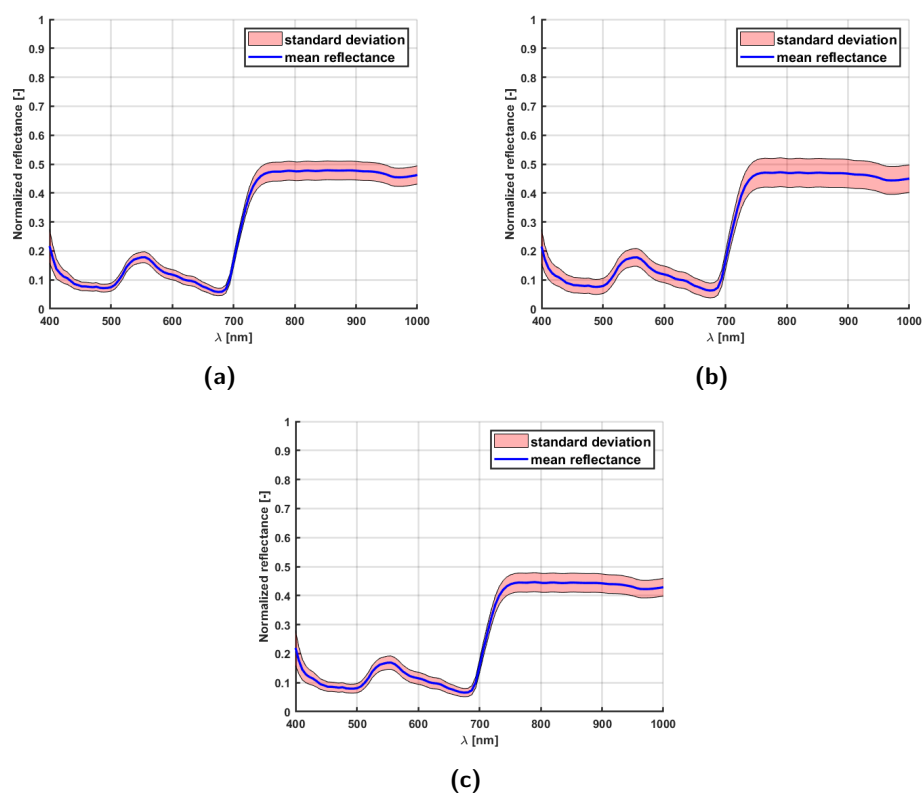 1
0.9
0.8
0.7
0.6
0.5
0.4
0.3
0.2
0.1
0
Normalized reflectance [-]
standard deviation
mean reflectance
400 500 600 700 800 900 1000
λ [nm]
(a)
1
0.9
0.8
0.7
0.6
0.5
0.4
0.3
0.2
0.1
0
Normalized reflectance [-]
standard deviation
mean reflectance
400 500 600 700 800 900 1000
λ [nm]
(b)
1
0.9
0.8
0.7
0.6
0.5
0.4
0.3
0.2
0.1
0
Normalized reflectance [-]
standard deviation
mean reflectance
400 500 600 700 800 900 1000
λ [nm]
(c)